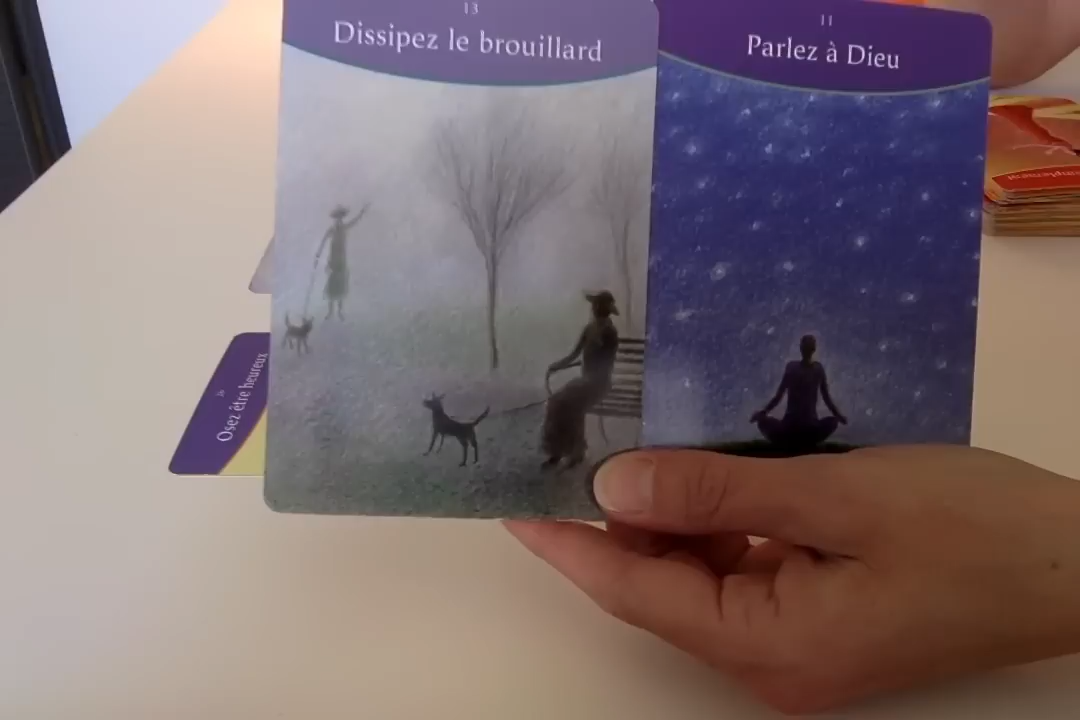 13
Dissipez le brouillard
11
Parlez à Dieu
Osez être heureux